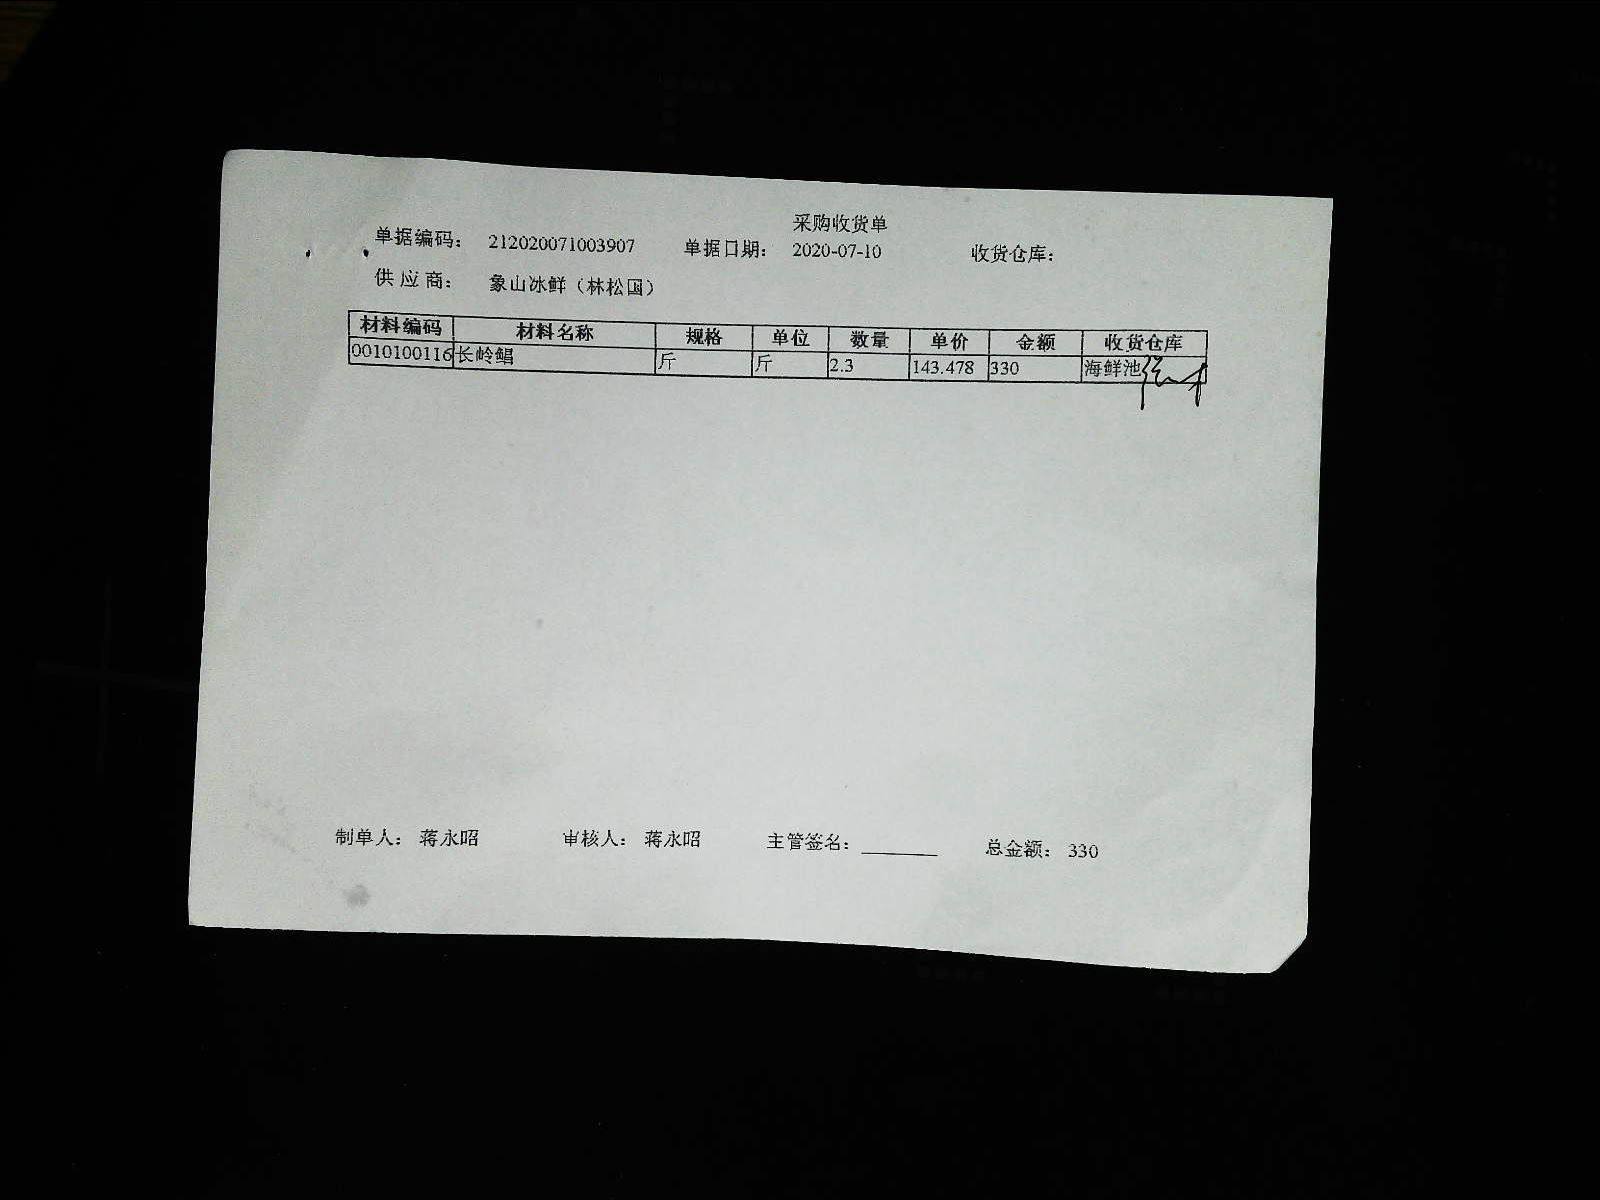 采购收货单
单据编码： 212020071003907 单据日期： 2020-07-10 收货仓库：
供应商： 象山冰鲜（林松国）
材料编码 材料名称 规格 单位 数量 单价 金额 收货仓库
0010100116 长岭鲳 斤 斤 2.3 143.478 330 海鲜池
制单人： 蒋永昭 审核人： 蒋永昭 主管签名：_______ 总金额： 330